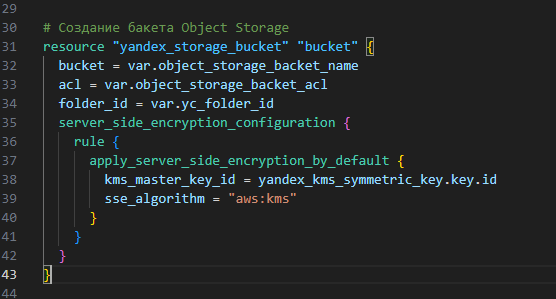 29
30 # Создание бакета Object Storage
31 resource "yandex_storage_bucket" "bucket" {
32 bucket = var.object_storage_backet_name
33 acl = var.object_storage_backet_acl
34 folder_id = var.yc_folder_id
35 server_side_encryption_configuration {
36 rule {
37 apply_server_side_encryption_by_default {
38 kms_master_key_id = yandex_kms_symmetric_key.key.id
39 sse_algorithm = "aws:kms"
40 }
41 }
42 }
43 }
44